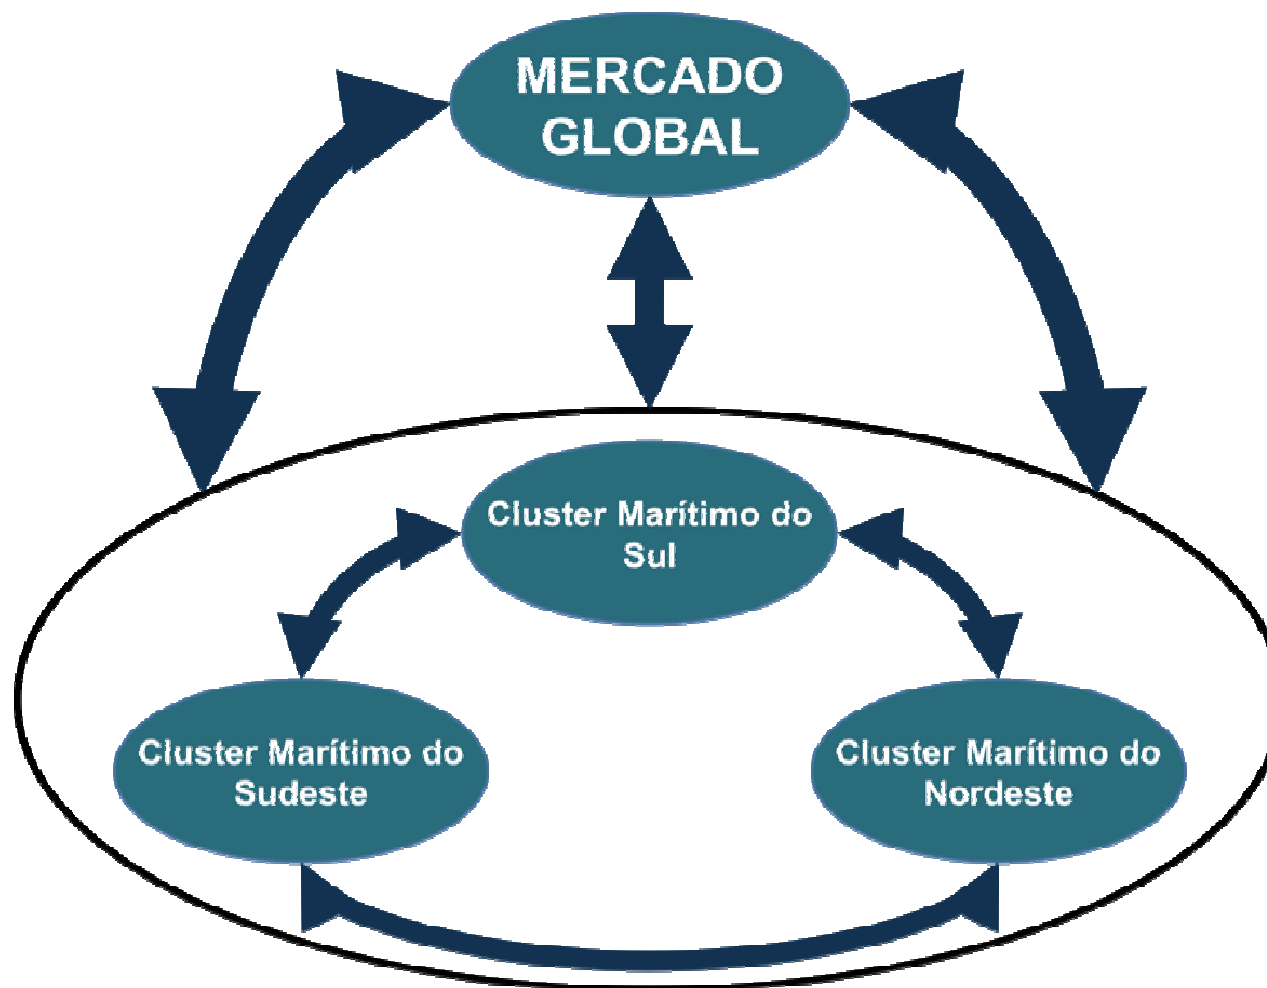 MERCADO
GLOBAL
Cluster Marítimo do
Sul
Cluster Marítimo do
Sudeste
Cluster Marítimo do
Nordeste